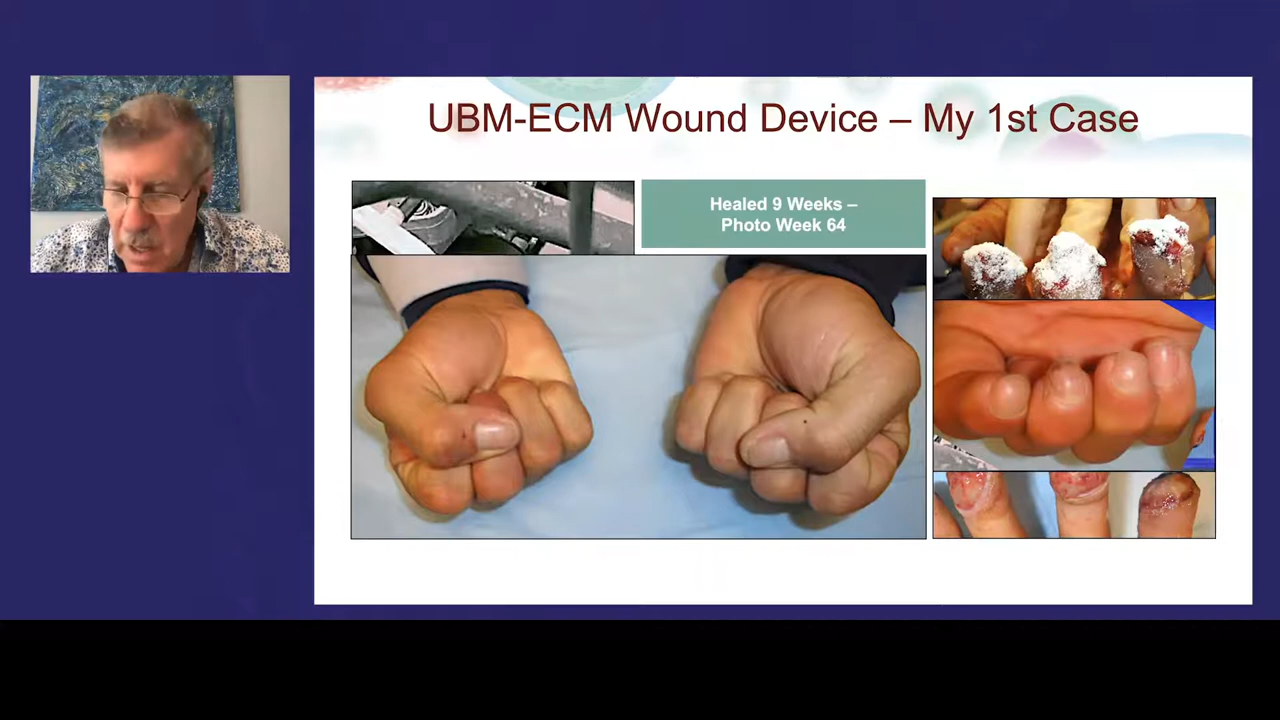 UBM-ECM Wound Device – My 1st Case
Healed 9 Weeks –
Photo Week 64